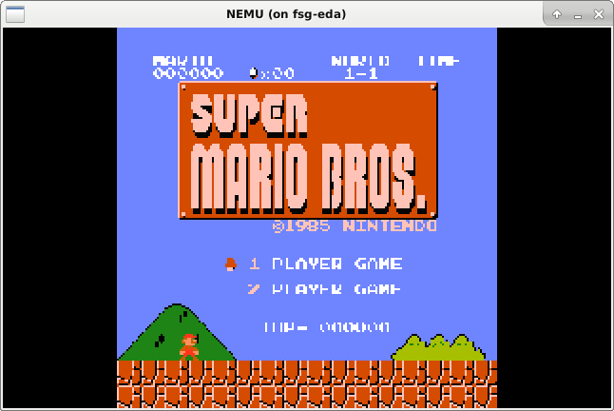 NEMU (on fsg-eda)
MARIO WORLD TIME
000000 x00 1-1
SUPER
MARIO BROS.
©1985 NINTENDO
1 PLAYER GAME
2 PLAYER GAME
TOP- 000000